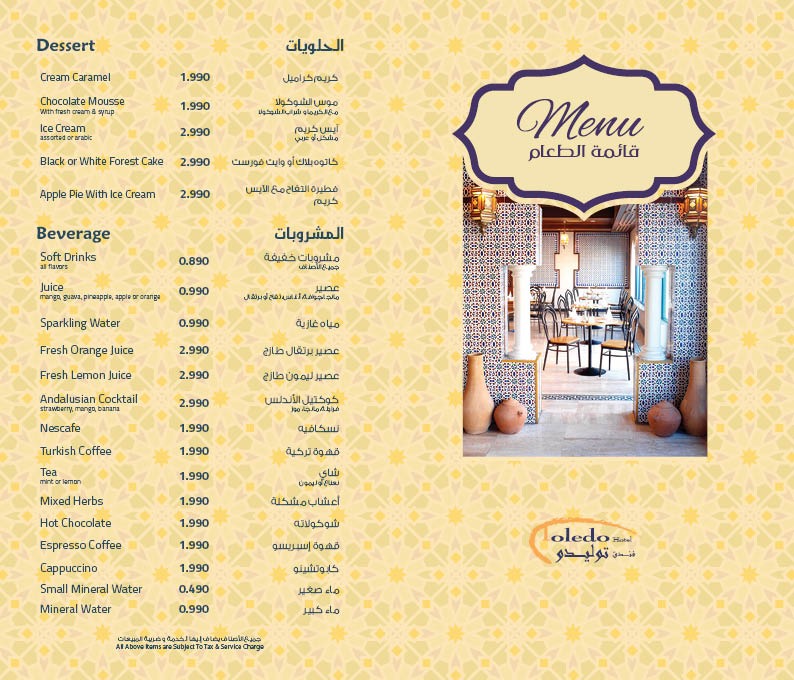 Dessert الحلويات
Cream Caramel 1.990 كريم كراميل
Chocolate Mousse 1.990 موس الشوكولا
With fresh cream & syrup مع الكريما و شراب الشوكولا
Ice Cream 2.990 آيس كريم
assorted or arabic مشكل أو عربي
Black or White Forest Cake 2.990 كاتوه بلاك أو وايت فورست
Apple Pie With Ice Cream 2.990 فطيرة التفاح مع الآيس
كريم
Beverage المشروبات
Soft Drinks 0.890 مشروبات خفيفة
all flavors جميع الأصناف
Juice 0.990 عصير
mango, guava, pineapple, apple or orange مانجا، جوافة، أناناس، تفاح أو برتقال
Sparkling Water 0.990 مياه غازية
Fresh Orange Juice 2.990 عصير برتقال طازج
Fresh Lemon Juice 2.990 عصير ليمون طازج
Andalusian Cocktail 2.990 كوكتيل الأندلس
strawberry, mango, banana فراولة، مانجا، موز
Nescafe 1.990 نسكافيه
Turkish Coffee 1.990 قهوة تركية
Tea 1.990 شاي
mint or lemon نعناع أو ليمون
Mixed Herbs 1.990 أعشاب مشكلة
Hot Chocolate 1.990 شوكولاته
Espresso Coffee 1.990 قهوة إسبريسو
Cappuccino 1.990 كابوتشينو
Small Mineral Water 0.490 ماء صغير
Mineral Water 0.990 ماء كبير
جميع الأصناف يضاف إليها الخدمة و ضريبة المبيعات
All Above Items are Subject To Tax & Service Charge
Menu
قائمة الطعام
Toledo Hotel
فندق توليدو